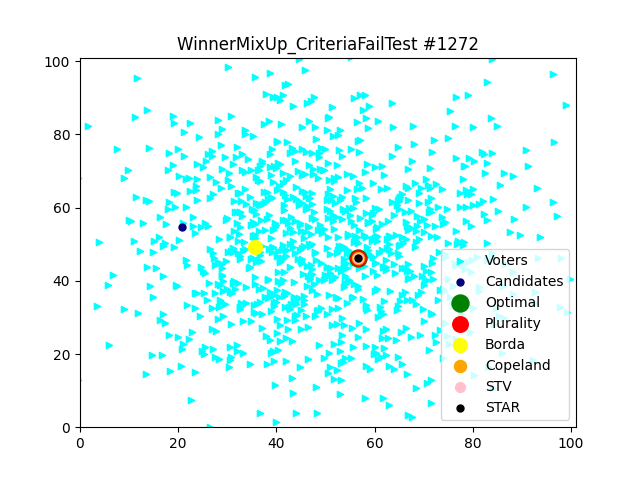 WinnerMixUp_CriteriaFailTest #1272
100
80
60
40
20
0
0 20 40 60 80 100
Voters
Candidates
Optimal
Plurality
Borda
Copeland
STV
STAR